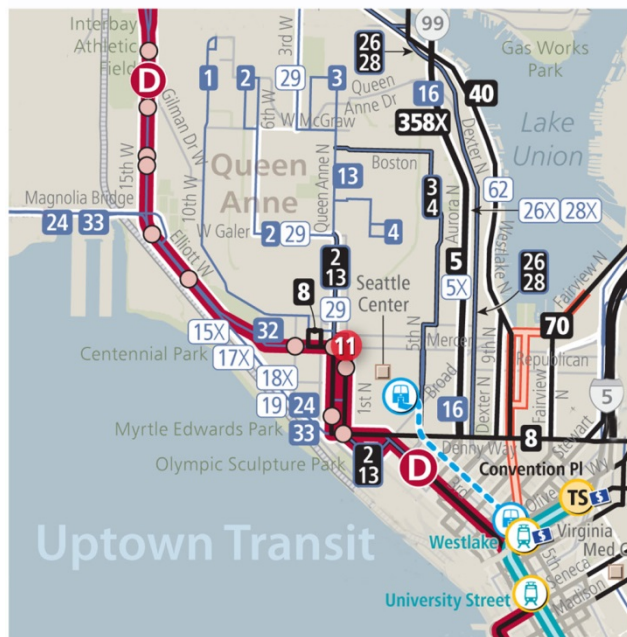 Interbay
Athletic
Field
D
3rd W
26
28
99
Gas Works
Park
1
2
29
3
Queen
Anne Dr
16
40
Gilman Dr W
6th W
W McGraw
358X
Lake
Union
15th W
Queen
Anne
Queen Anne N
Boston
Dexter N
10th W
13
3
4
Aurora N
62
Magnolia Bridge
24
33
W Galer
2
29
4
26X
28X
Westlake N
Elliott W
2
13
5
26
28
Fairview N
8
Seattle
Center
5X
29
5th N
9th N
70
15X
32
11
Mercer
Republican
Centennial Park
17X
18X
1st N
Broad
Fairview
N
5
19
24
16
Dexter N
Myrtle Edwards Park
33
8
Stewart
Denny Way
Olympic Sculpture Park
2
13
D
3rd
Convention Pl
Olive Wy
TS
$
Uptown Transit
Westlake
$
Virginia
Med
5th
Seneca
University Street
Madison